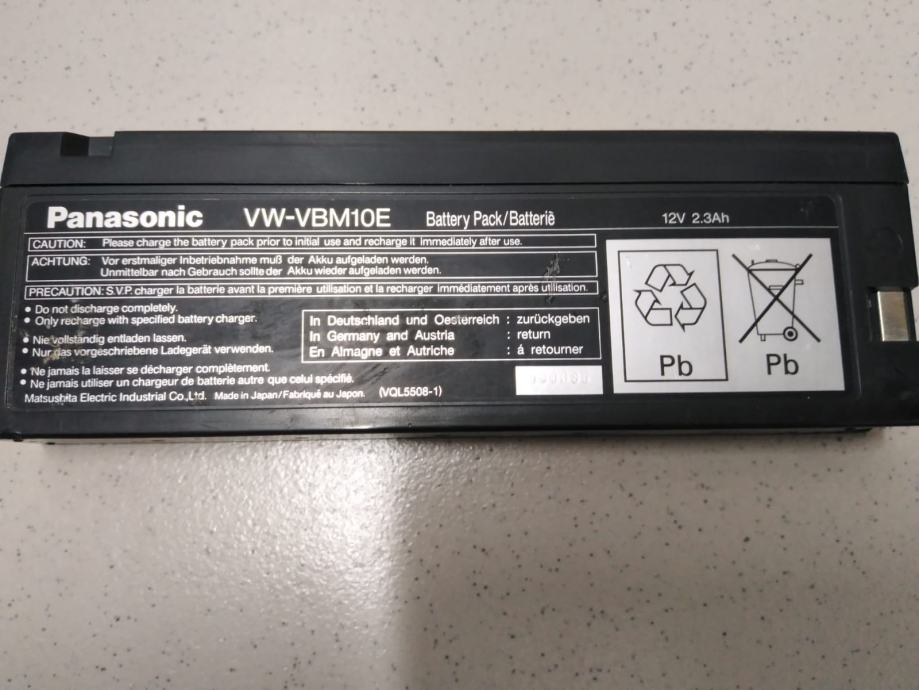 Panasonic VW-VBM10E Battery Pack/Batteriè 12V 2.3Ah
CAUTION: Please charge the battery pack prior to initial use and recharge it immediately after use.
ACHTUNG: Vor erstmaliger Inbetriebnahme muß der Akku aufgeladen werden.
Unmittelbar nach Gebrauch sollte der Akku wieder aufgeladen werden.
PRECAUTION: S.V.P. charger la batterie avant la première utilisation et la recharger Immédiatement après utilisation.
• Do not discharge completely.
• Only recharge with specified battery charger.
• Nie vollständig entladen lassen.
• Nur das vorgeschriebene Ladegerät verwenden.
• Ne jamais la laisser se décharger complètement.
• Ne jamais utiliser un chargeur de batterie autre que celui spécifié.
Matsushita Electric Industrial Co.,Ltd. Made in Japan/Fabriqué au Japon. (VQL5508-1)
In Deutschland und Oesterreich : zurückgeben
In Germany and Austria : return
En Almagne et Autriche : á retourner
Pb Pb